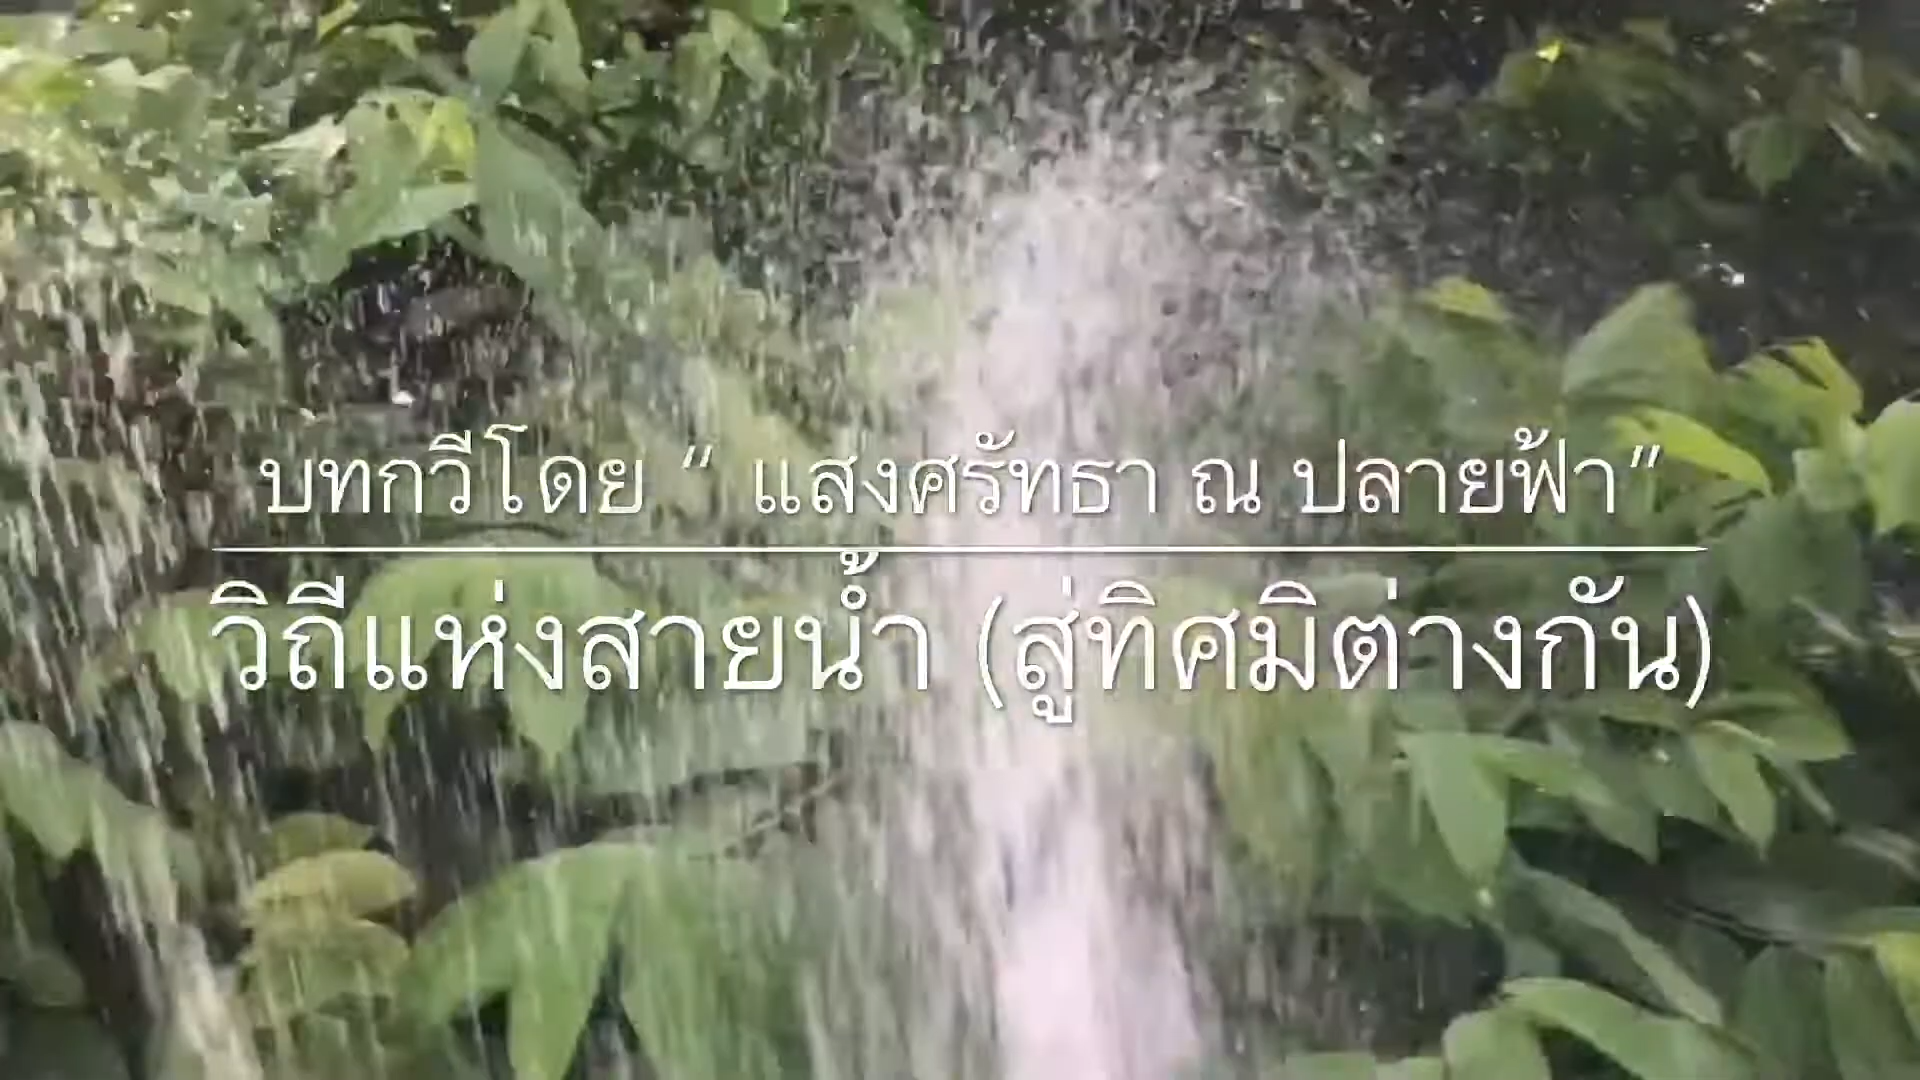 บทกวีโดย “ แสงศรัทธา ณ ปลายฟ้า”
วิถีแห่งสายน้ำ (สู่ทิศมิต่างกัน)